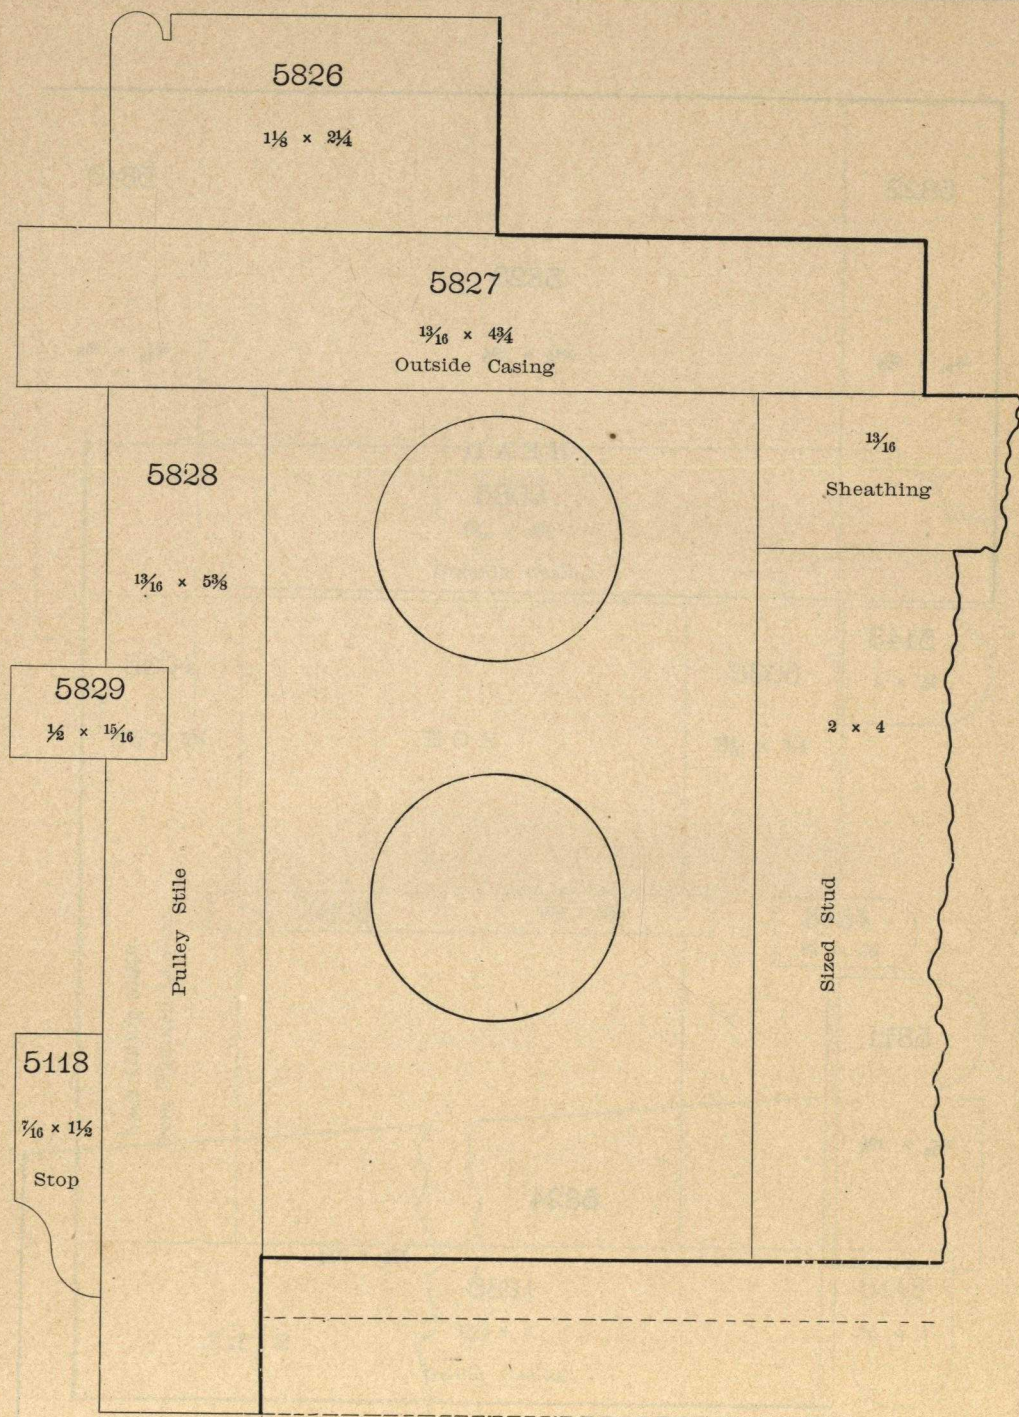 5826
1⅛ × 2¼
5827
13/16 × 4¾
Outside Casing
13/16
Sheathing
5828
13/16 × 5⅜
5829
½ × 15/16
2 × 4
Pulley Stile
Sized Stud
5118
7/16 × 1½
Stop